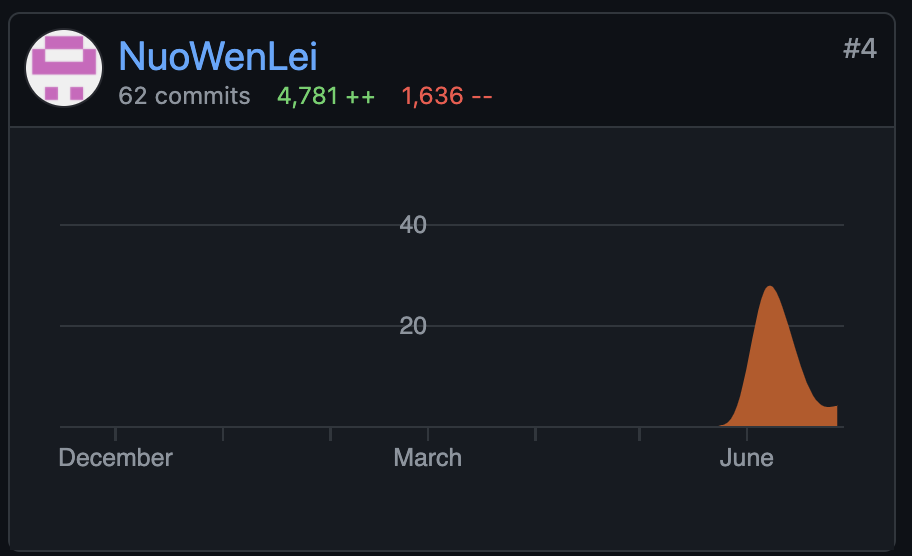 NuoWenLei
#4
62 commits 4,781 ++ 1,636 --
40
20
December March June